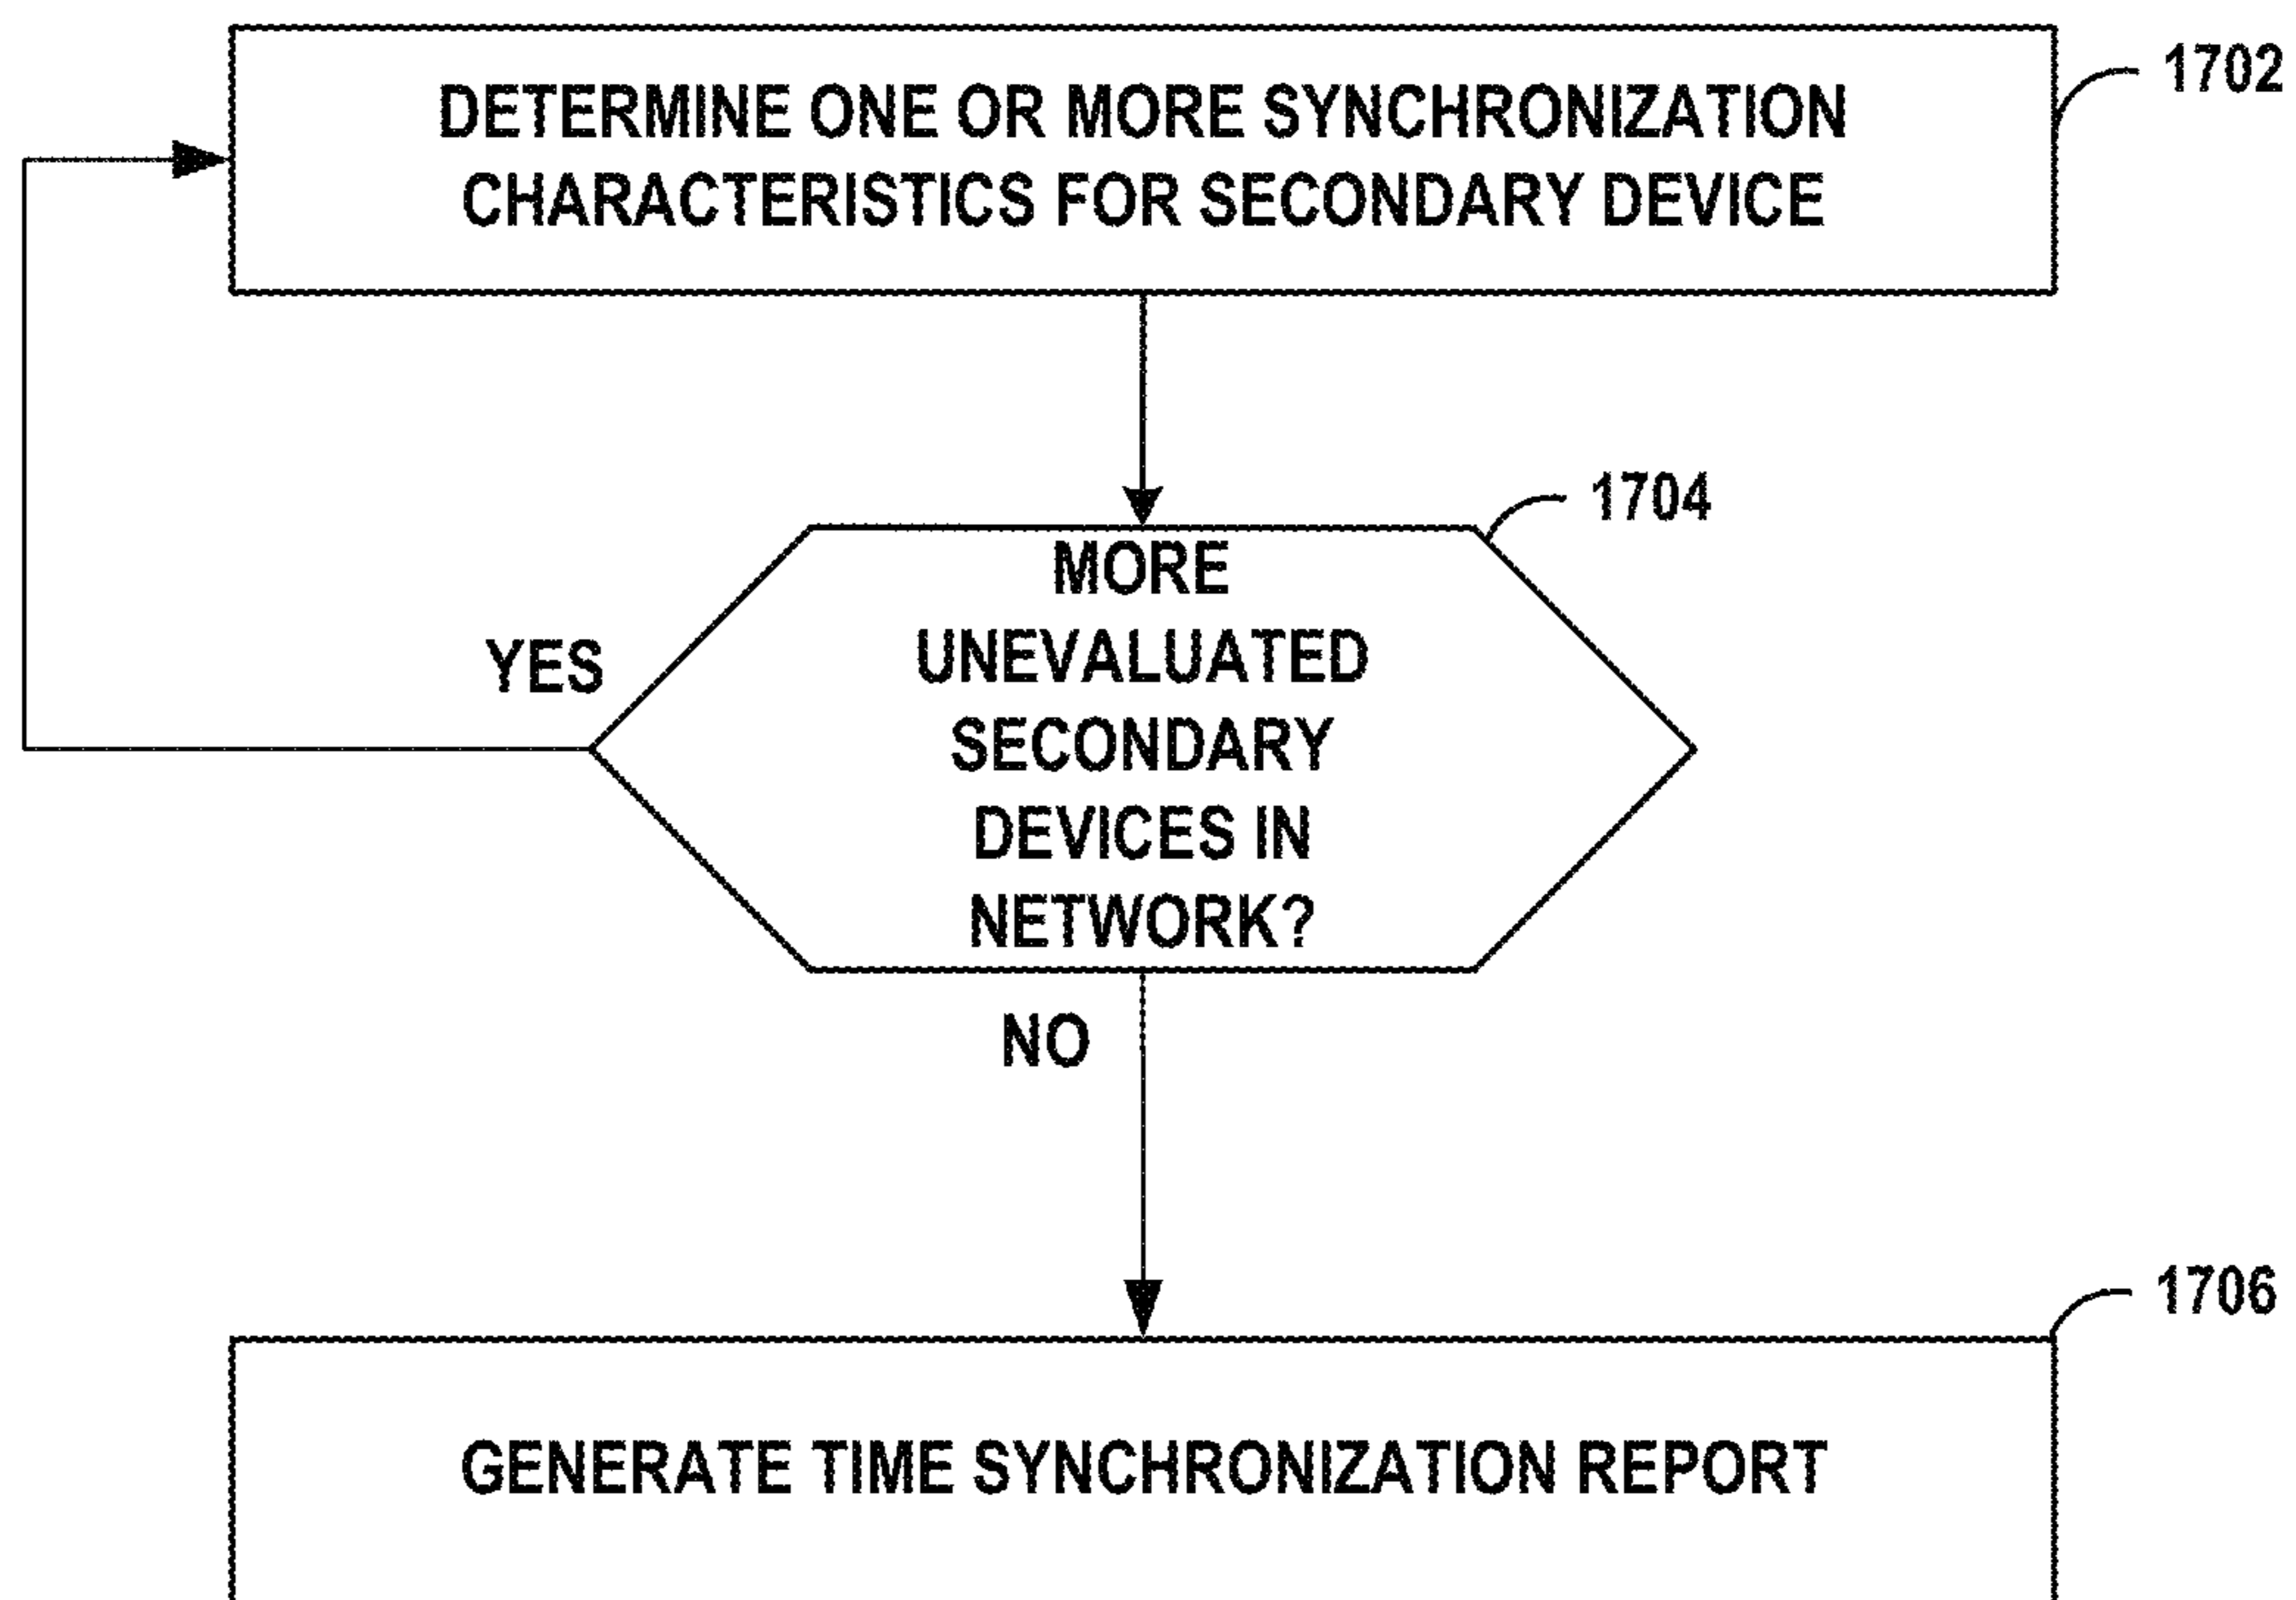 DETERMINE ONE OR MORE SYNCHRONIZATION
CHARACTERISTICS FOR SECONDARY DEVICE
1702
1704
MORE
UNEVALUATED
SECONDARY
DEVICES IN
NETWORK?
YES
NO
1706
GENERATE TIME SYNCHRONIZATION REPORT